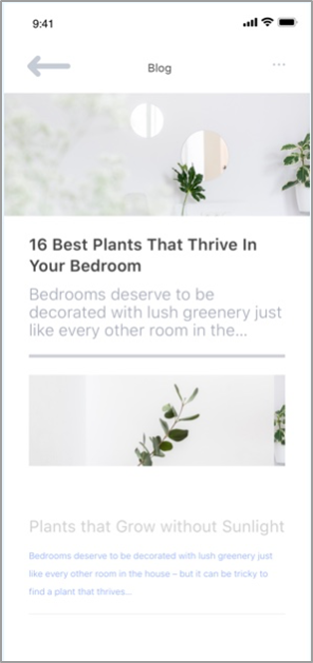 9:41
Blog
16 Best Plants That Thrive In
Your Bedroom
Bedrooms deserve to be
decorated with lush greenery just
like every other room in the...
Plants that Grow without Sunlight
Bedrooms deserve to be decorated with lush greenery just
like every other room in the house – but it can be tricky to
find a plant that thrives...